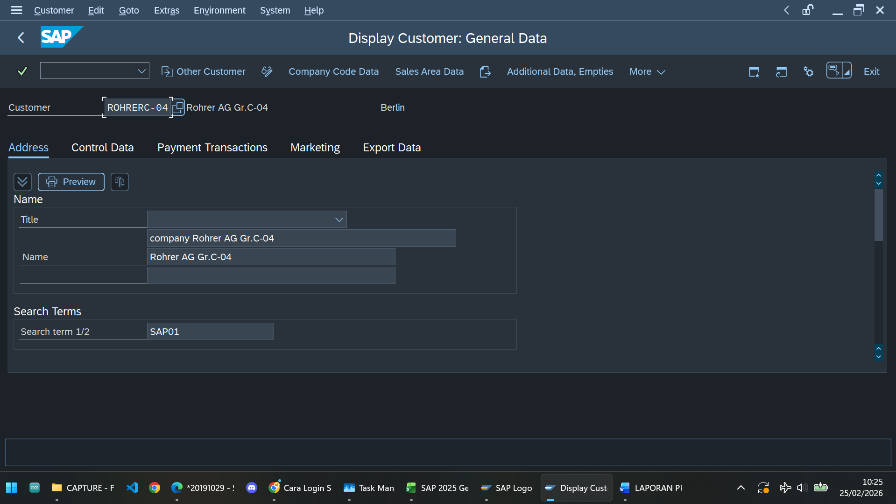 Customer Edit Goto Extras Environment System Help
SAP Display Customer: General Data
Other Customer Company Code Data Sales Area Data Additional Data, Empties More Exit
Customer ROHRERC-04 Rohrer AG Gr.C-04 Berlin
Address Control Data Payment Transactions Marketing Export Data
Preview
Name
Title
company Rohrer AG Gr.C-04
Name Rohrer AG Gr.C-04
Search Terms
Search term 1/2 SAP01
CAPTURE - F *20191029 - S Cara Login S Task Man SAP 2025 Ge SAP Logo Display Cust LAPORAN PI 10:25
25/02/2026